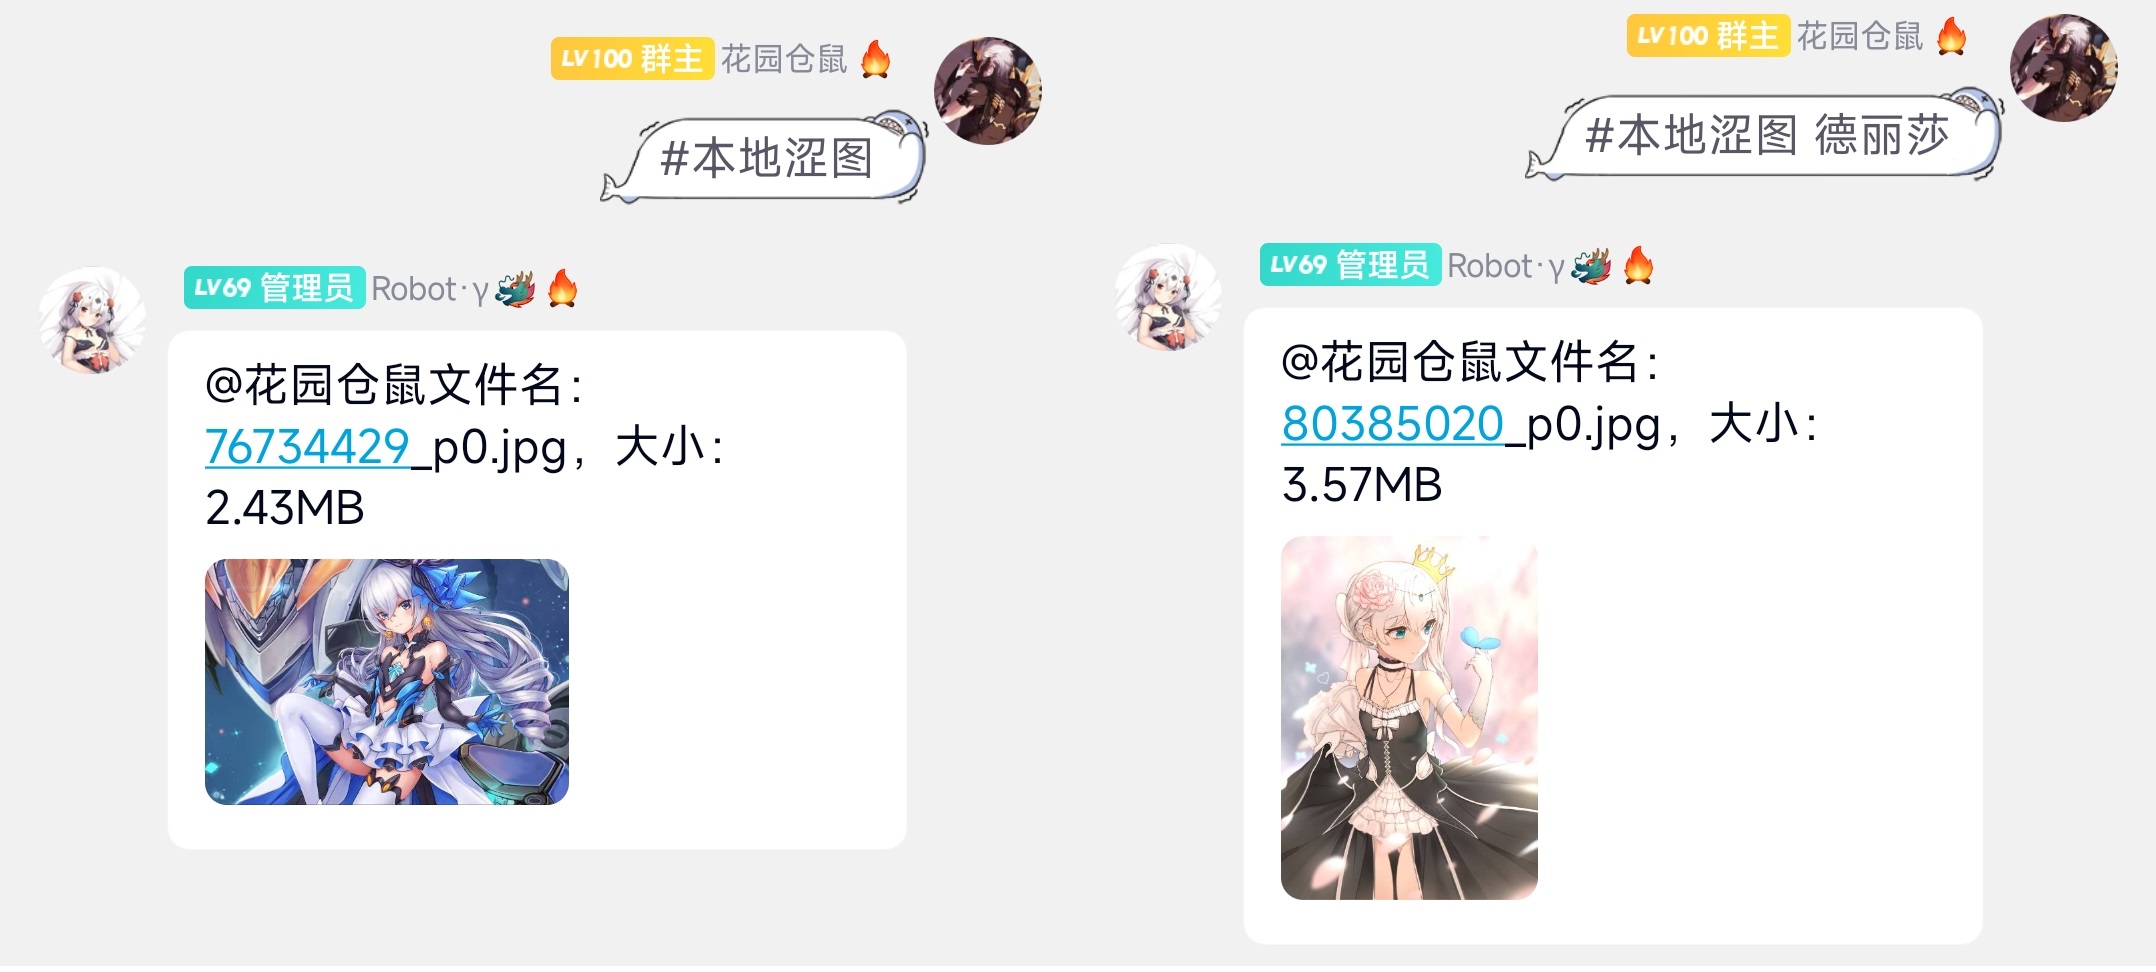 LV100 群主 花园仓鼠🔥
#本地涩图
LV69 管理员 Robot·γ🐲🔥
@花园仓鼠文件名：
76734429_p0.jpg，大小：
2.43MB
LV100 群主 花园仓鼠🔥
#本地涩图 德丽莎
LV69 管理员 Robot·γ🐲🔥
@花园仓鼠文件名：
80385020_p0.jpg，大小：
3.57MB